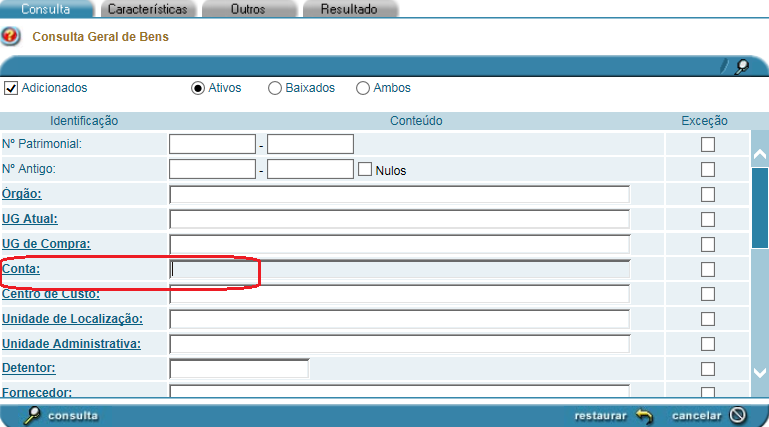 Consulta Características Outros Resultado
Consulta Geral de Bens
Adicionados Ativos Baixados Ambos
Identificação Conteúdo Exceção
Nº Patrimonial: -
Nº Antigo: - Nulos
Órgão:
UG Atual:
UG de Compra:
Conta:
Centro de Custo:
Unidade de Localização:
Unidade Administrativa:
Detentor:
Fornecedor:
consulta restaurar cancelar